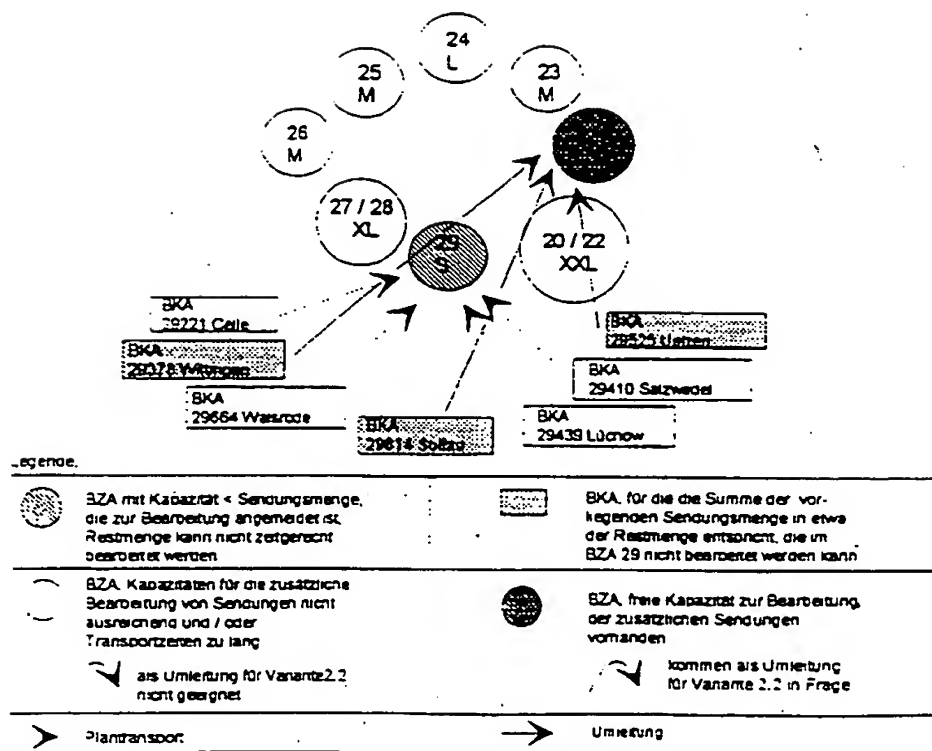 24
L
25
M
23
M
26
M
27 / 28
XL
29
S
20 / 22
XXL
BKA
29221 Celle
BKA
BKA
29664 Walsrode
BKA
29614 Soltau
BKA
29525 Uelzen
BKA
29410 Salzwedel
BKA
29439 Lüchow
Legende:
BZA mit Kapazität < Sendungsmenge,
die zur Bearbeitung angemeldet ist,
Restmenge kann nicht zeitgerecht
bearbeitet werden
BKA, für die die Summe der vor-
liegenden Sendungsmenge in etwa
der Restmenge entspricht, die im
BZA 29 nicht bearbeitet werden kann
BZA, Kapazitäten für die zusätzliche
Bearbeitung von Sendungen nicht
ausreichend und / oder
Transportzeiten zu lang
als Umleitung für Variante2.2
nicht geeignet
BZA, freie Kapazität zur Bearbeitung,
der zusätzlichen Sendungen
vorhanden
kommen als Umleitung
für Variante 2.2 in Frage
Plantransport
Umleitung